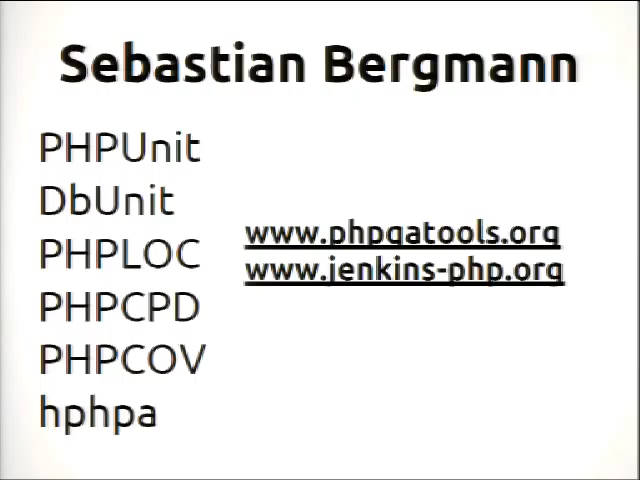 Sebastian Bergmann
PHPUnit
DbUnit
PHPLOC
PHPCPD
PHPCOV
hphpa
www.phpqatools.org
www.jenkins-php.org